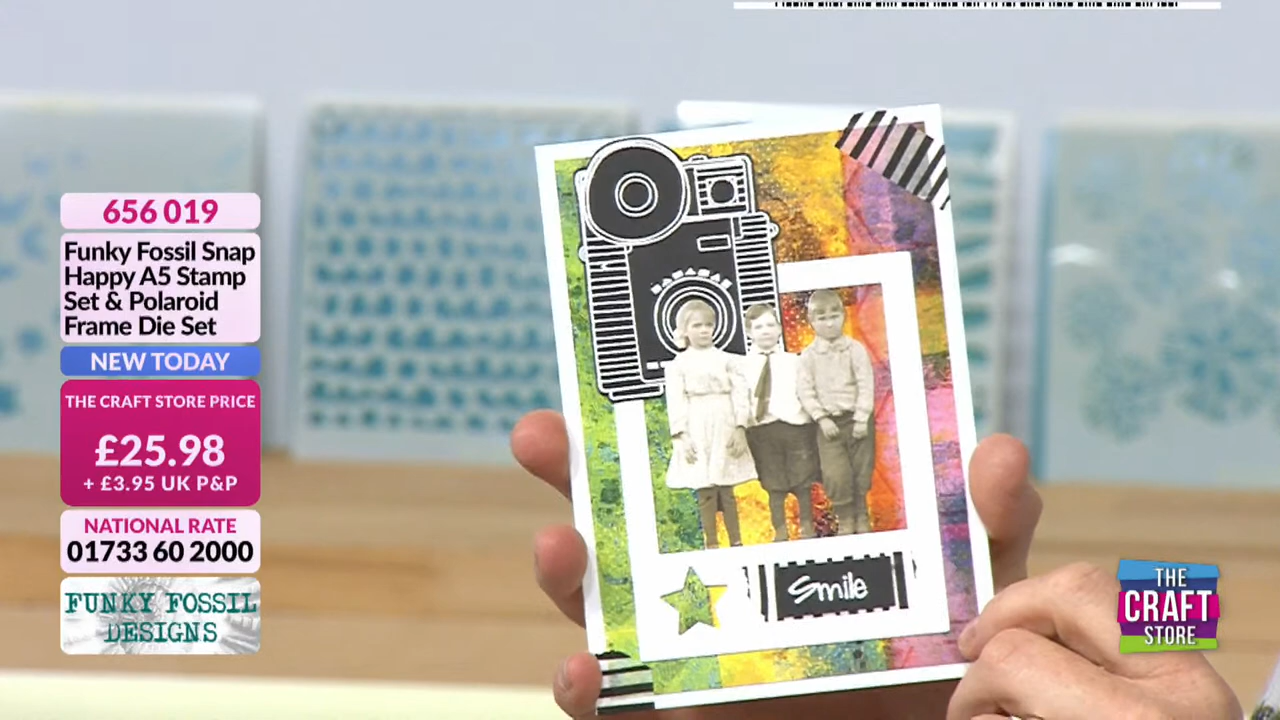 656 019
Funky Fossil Snap
Happy A5 Stamp
Set & Polaroid
Frame Die Set
NEW TODAY
THE CRAFT STORE PRICE
£25.98
+ £3.95 UK P&P
NATIONAL RATE
01733 60 2000
FUNKY FOSSIL
DESIGNS
Smile
THE
CRAFT
STORE